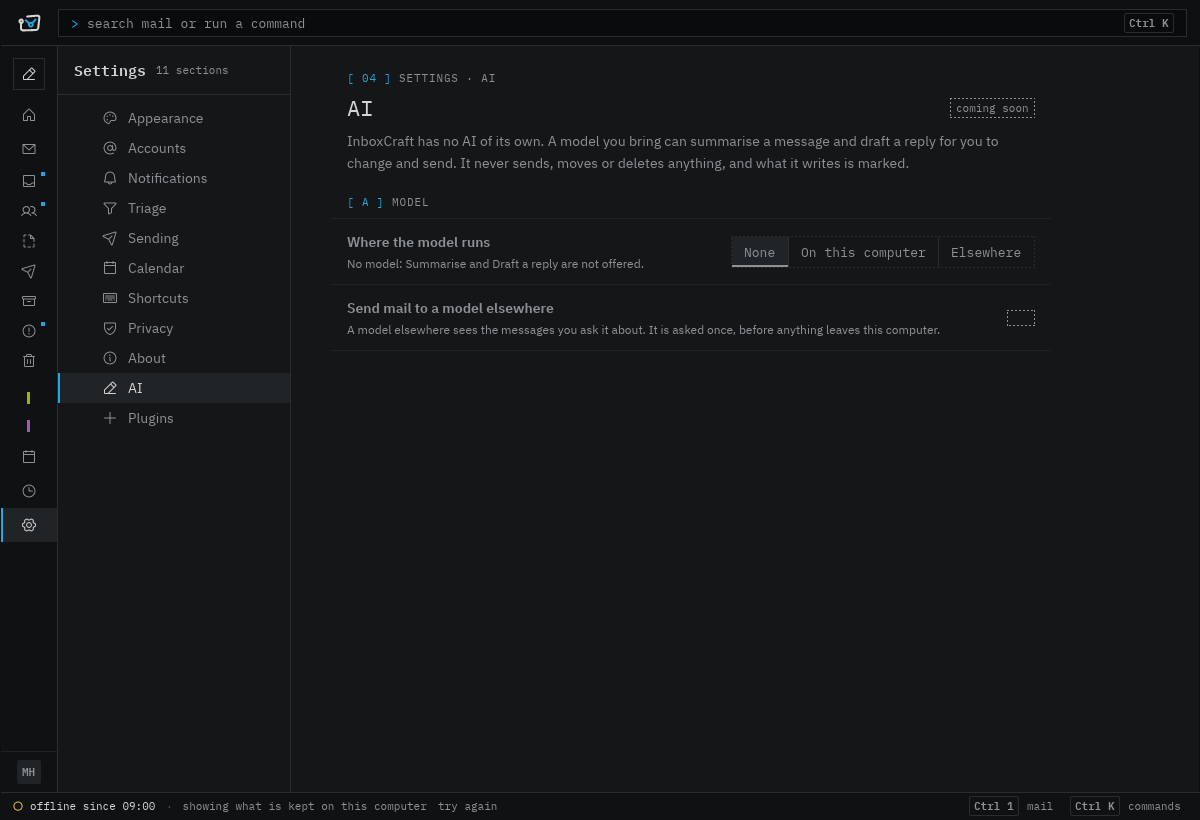 > search mail or run a command
Ctrl K
Settings 11 sections
Appearance
Accounts
Notifications
Triage
Sending
Calendar
Shortcuts
Privacy
About
AI
Plugins
MH
[ 04 ] SETTINGS · AI
AI
coming soon
InboxCraft has no AI of its own. A model you bring can summarise a message and draft a reply for you to
change and send. It never sends, moves or deletes anything, and what it writes is marked.
[ A ] MODEL
Where the model runs
No model: Summarise and Draft a reply are not offered.
None On this computer Elsewhere
Send mail to a model elsewhere
A model elsewhere sees the messages you ask it about. It is asked once, before anything leaves this computer.
offline since 09:00 · showing what is kept on this computer try again
Ctrl 1 mail Ctrl K commands